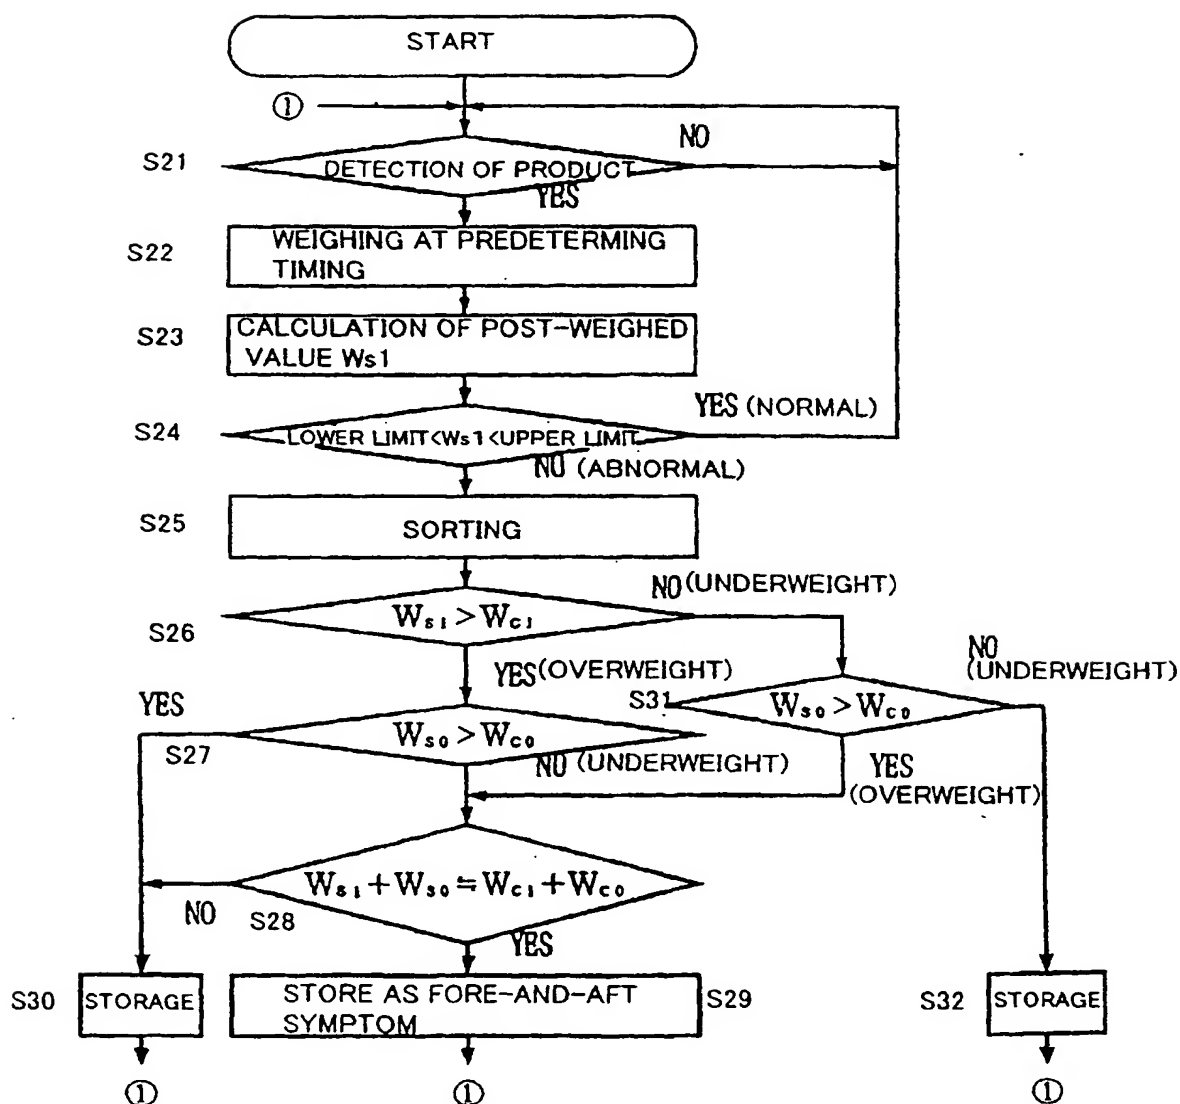 START
①
NO
S21
DETECTION OF PRODUCT
YES
S22
WEIGHING AT PREDETERMING
TIMING
S23
CALCULATION OF POST-WEIGHED
VALUE Ws1
YES (NORMAL)
S24
LOWER LIMIT<Ws1<UPPER LIMIT
NO (ABNORMAL)
S25
SORTING
NO (UNDERWEIGHT)
S26
Ws1>Wc1
NO
(UNDERWEIGHT)
YES(OVERWEIGHT)
YES
S31
Ws0>Wc0
S27
Ws0>Wc0
NO (UNDERWEIGHT)
YES
(OVERWEIGHT)
Ws1+Ws0≒Wc1+Wc0
NO
S28
YES
S30
STORAGE
STORE AS FORE-AND-AFT
SYMPTOM
S29
S32
STORAGE
①
①
①